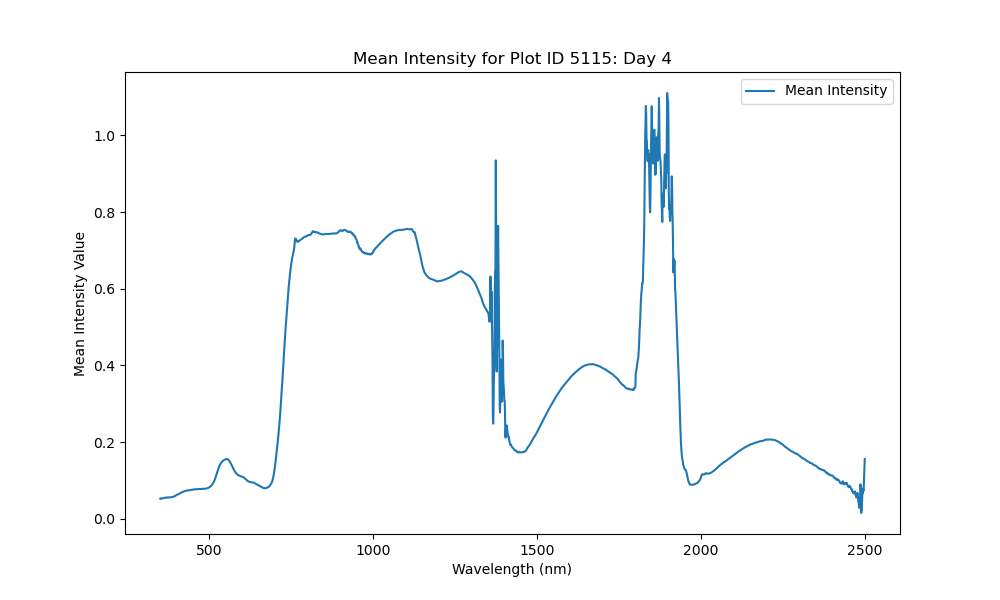 Mean Intensity for Plot ID 5115: Day 4
Mean Intensity
Mean Intensity Value
1.0
0.8
0.6
0.4
0.2
0.0
500
1000
1500
2000
2500
Wavelength (nm)